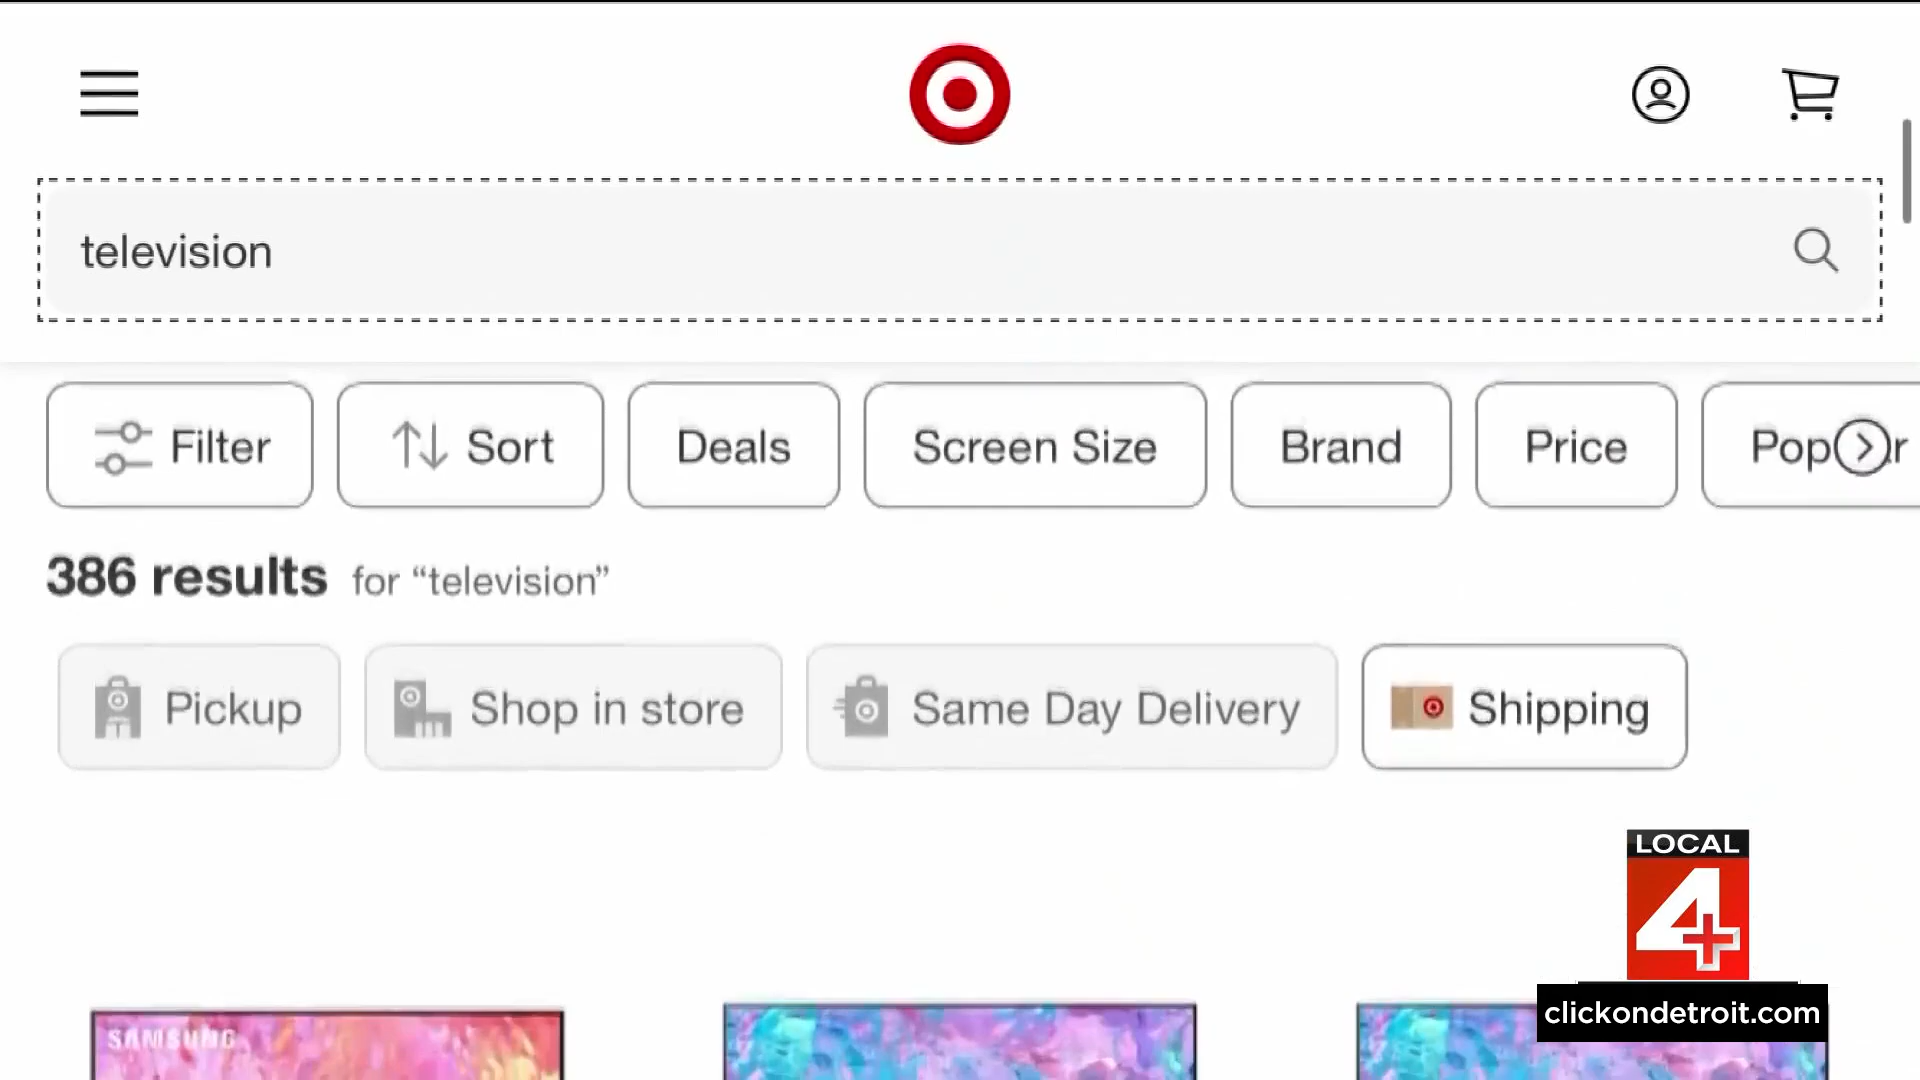 television
Filter
Sort
Deals
Screen Size
Brand
Price
386 results for “television”
Pickup
Shop in store
Same Day Delivery
Shipping
LOCAL
4+
clickondetroit.com
SAMSUNG